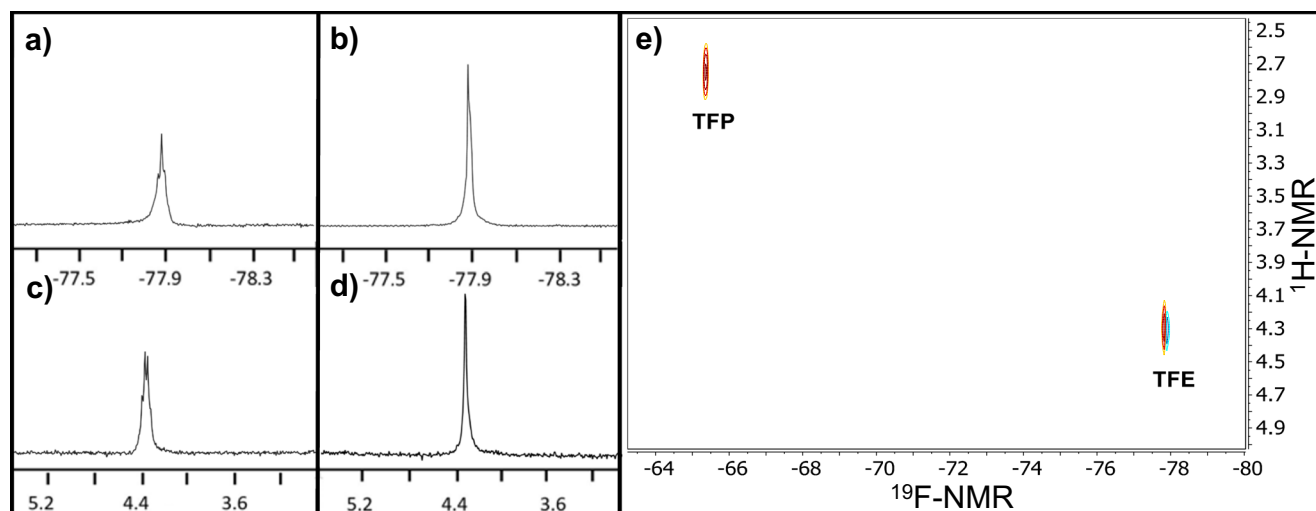 a)
-77.5 -77.9 -78.3
b)
-77.5 -77.9 -78.3
c)
5.2 4.4 3.6
d)
5.2 4.4 3.6
e)
TFP
TFE
2.5
2.7
2.9
3.1
3.3
3.5
3.7
3.9
4.1
4.3
4.5
4.7
4.9
¹H-NMR
-64 -66 -68 -70 -72 -74 -76 -78 -80
¹⁹F-NMR